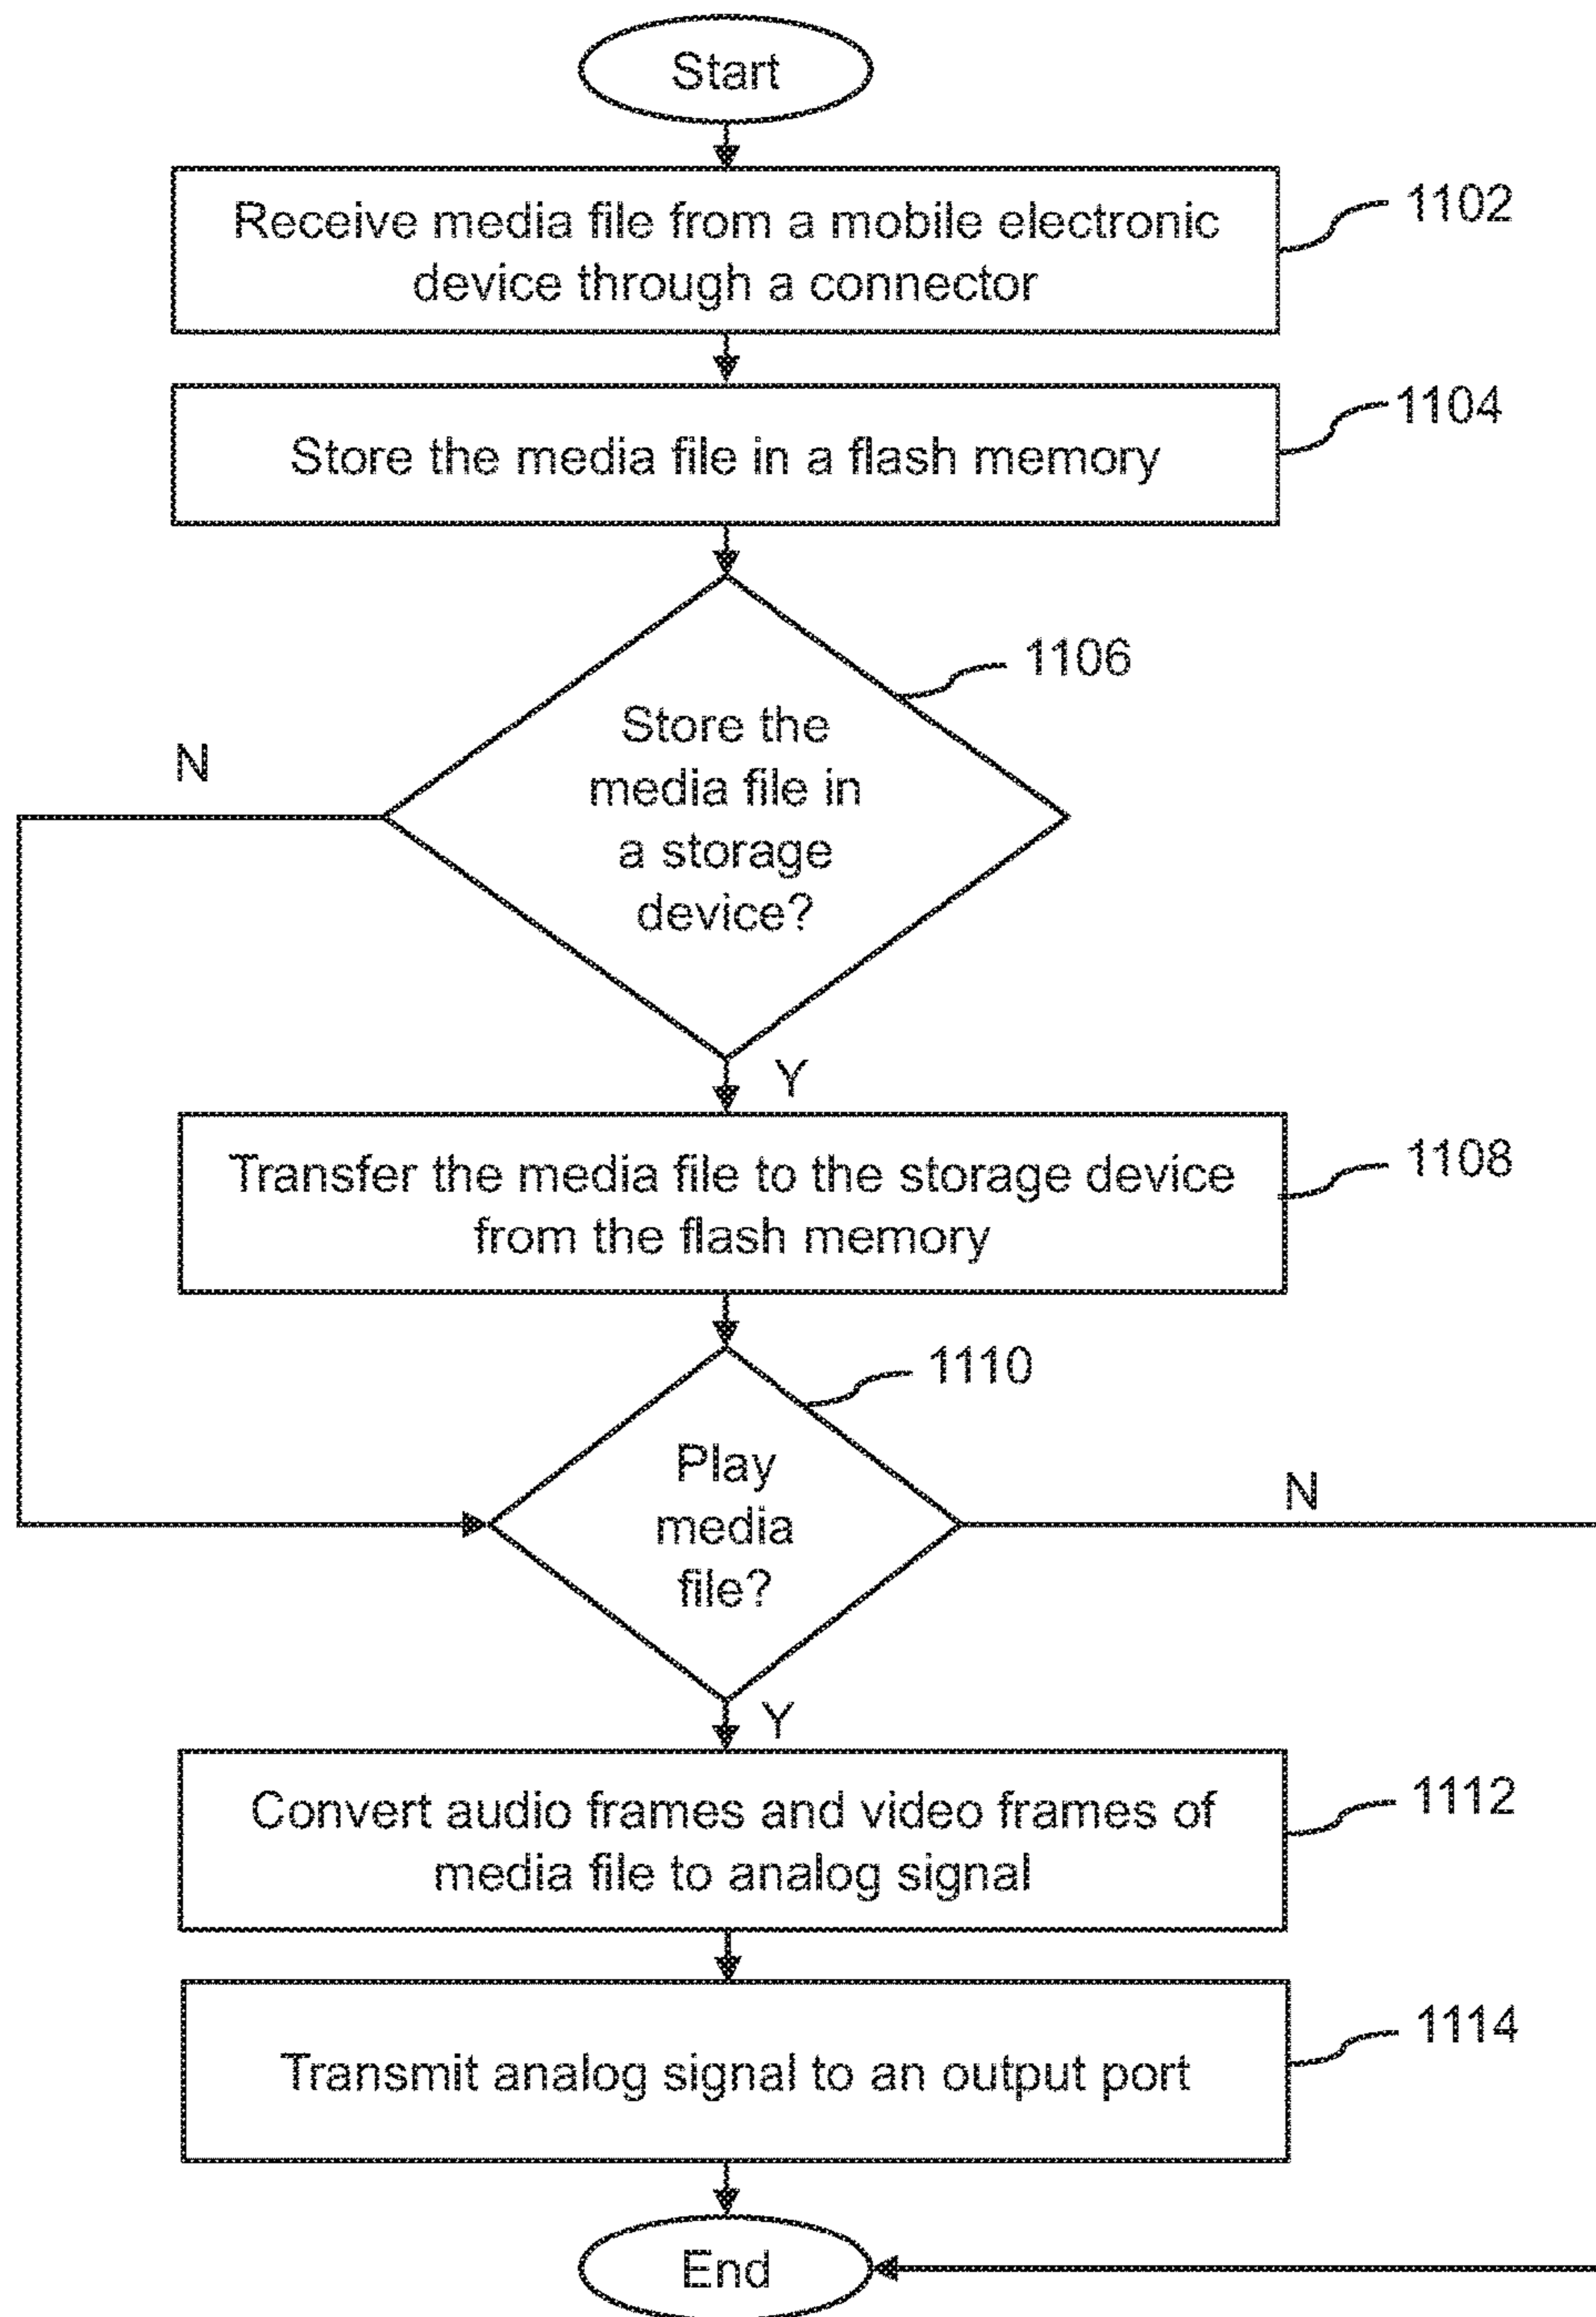 Start
Receive media file from a mobile electronic
device through a connector
1102
Store the media file in a flash memory
1104
Store the
media file in
a storage
device?
1106
N
Y
Transfer the media file to the storage device
from the flash memory
1108
Play
media
file?
1110
N
Y
Convert audio frames and video frames of
media file to analog signal
1112
Transmit analog signal to an output port
1114
End